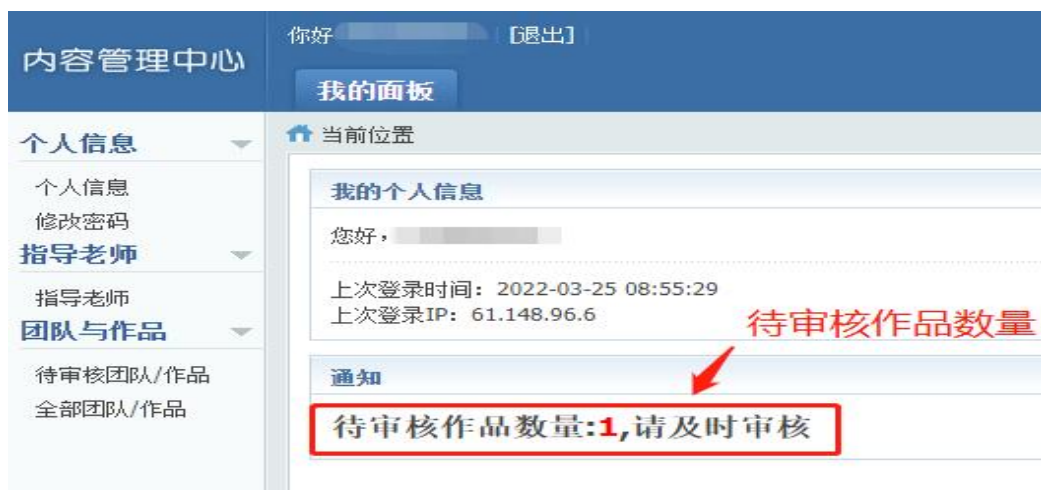 内容管理中心
你好 [退出]
我的面板
个人信息
个人信息
修改密码
指导老师
指导老师
团队与作品
待审核团队/作品
全部团队/作品
当前位置
我的个人信息
您好，
上次登录时间：2022-03-25 08:55:29
上次登录IP：61.148.96.6
待审核作品数量
通知
待审核作品数量:1,请及时审核